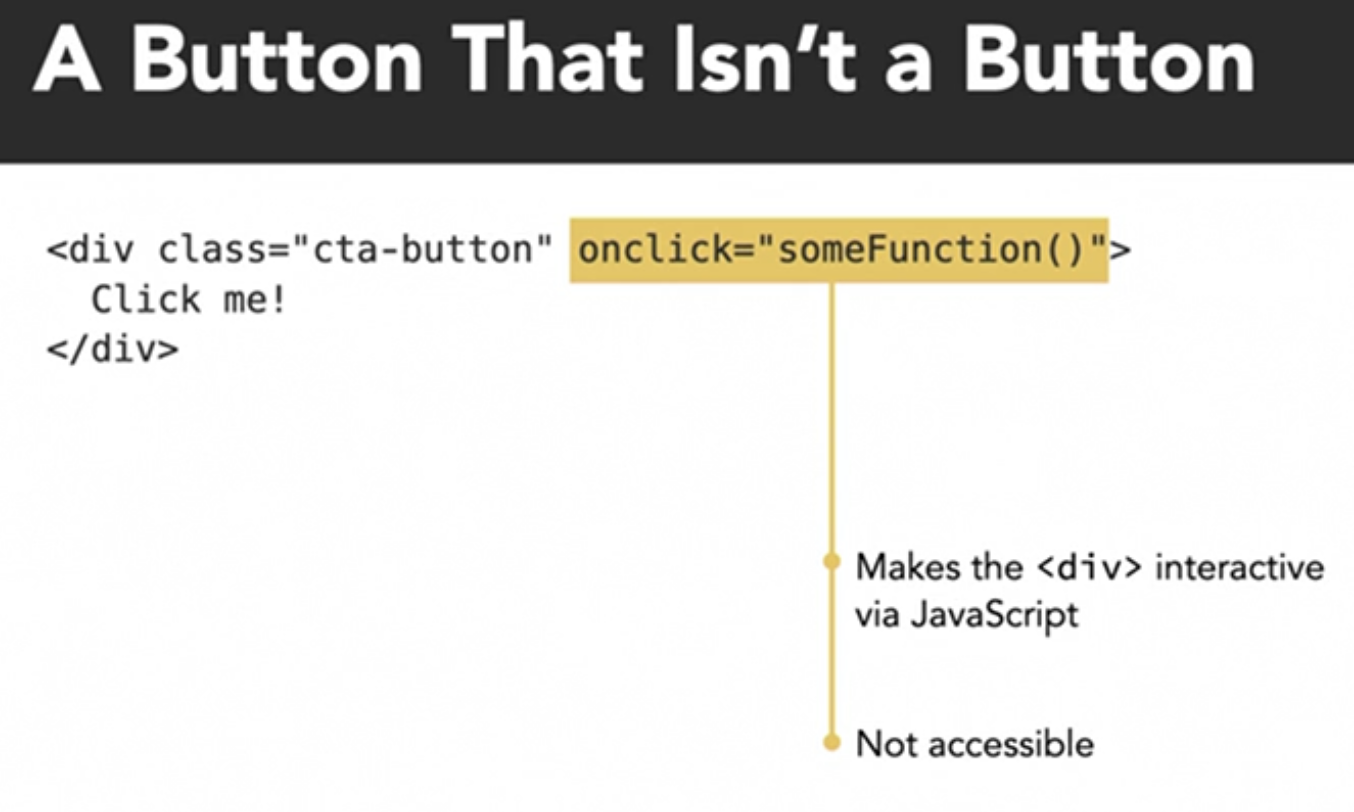 A Button That Isn’t a Button
<div class="cta-button" onclick="someFunction()">
Click me!
</div>
Makes the <div> interactive
via JavaScript
Not accessible